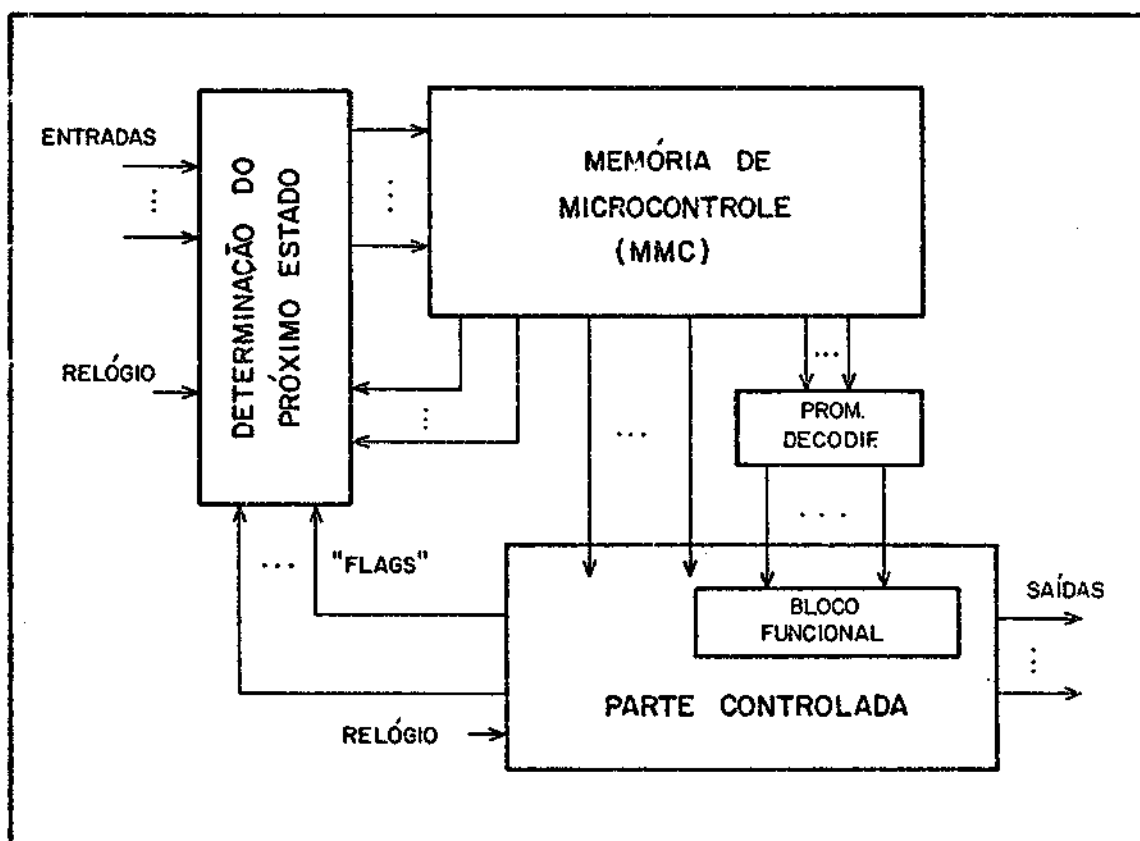 ENTRADAS
RELÓGIO
DETERMINAÇÃO DO
PRÓXIMO ESTADO
MEMÓRIA DE
MICROCONTROLE
(MMC)
PROM.
DECODIF.
"FLAGS"
BLOCO
FUNCIONAL
SAÍDAS
PARTE CONTROLADA
RELÓGIO